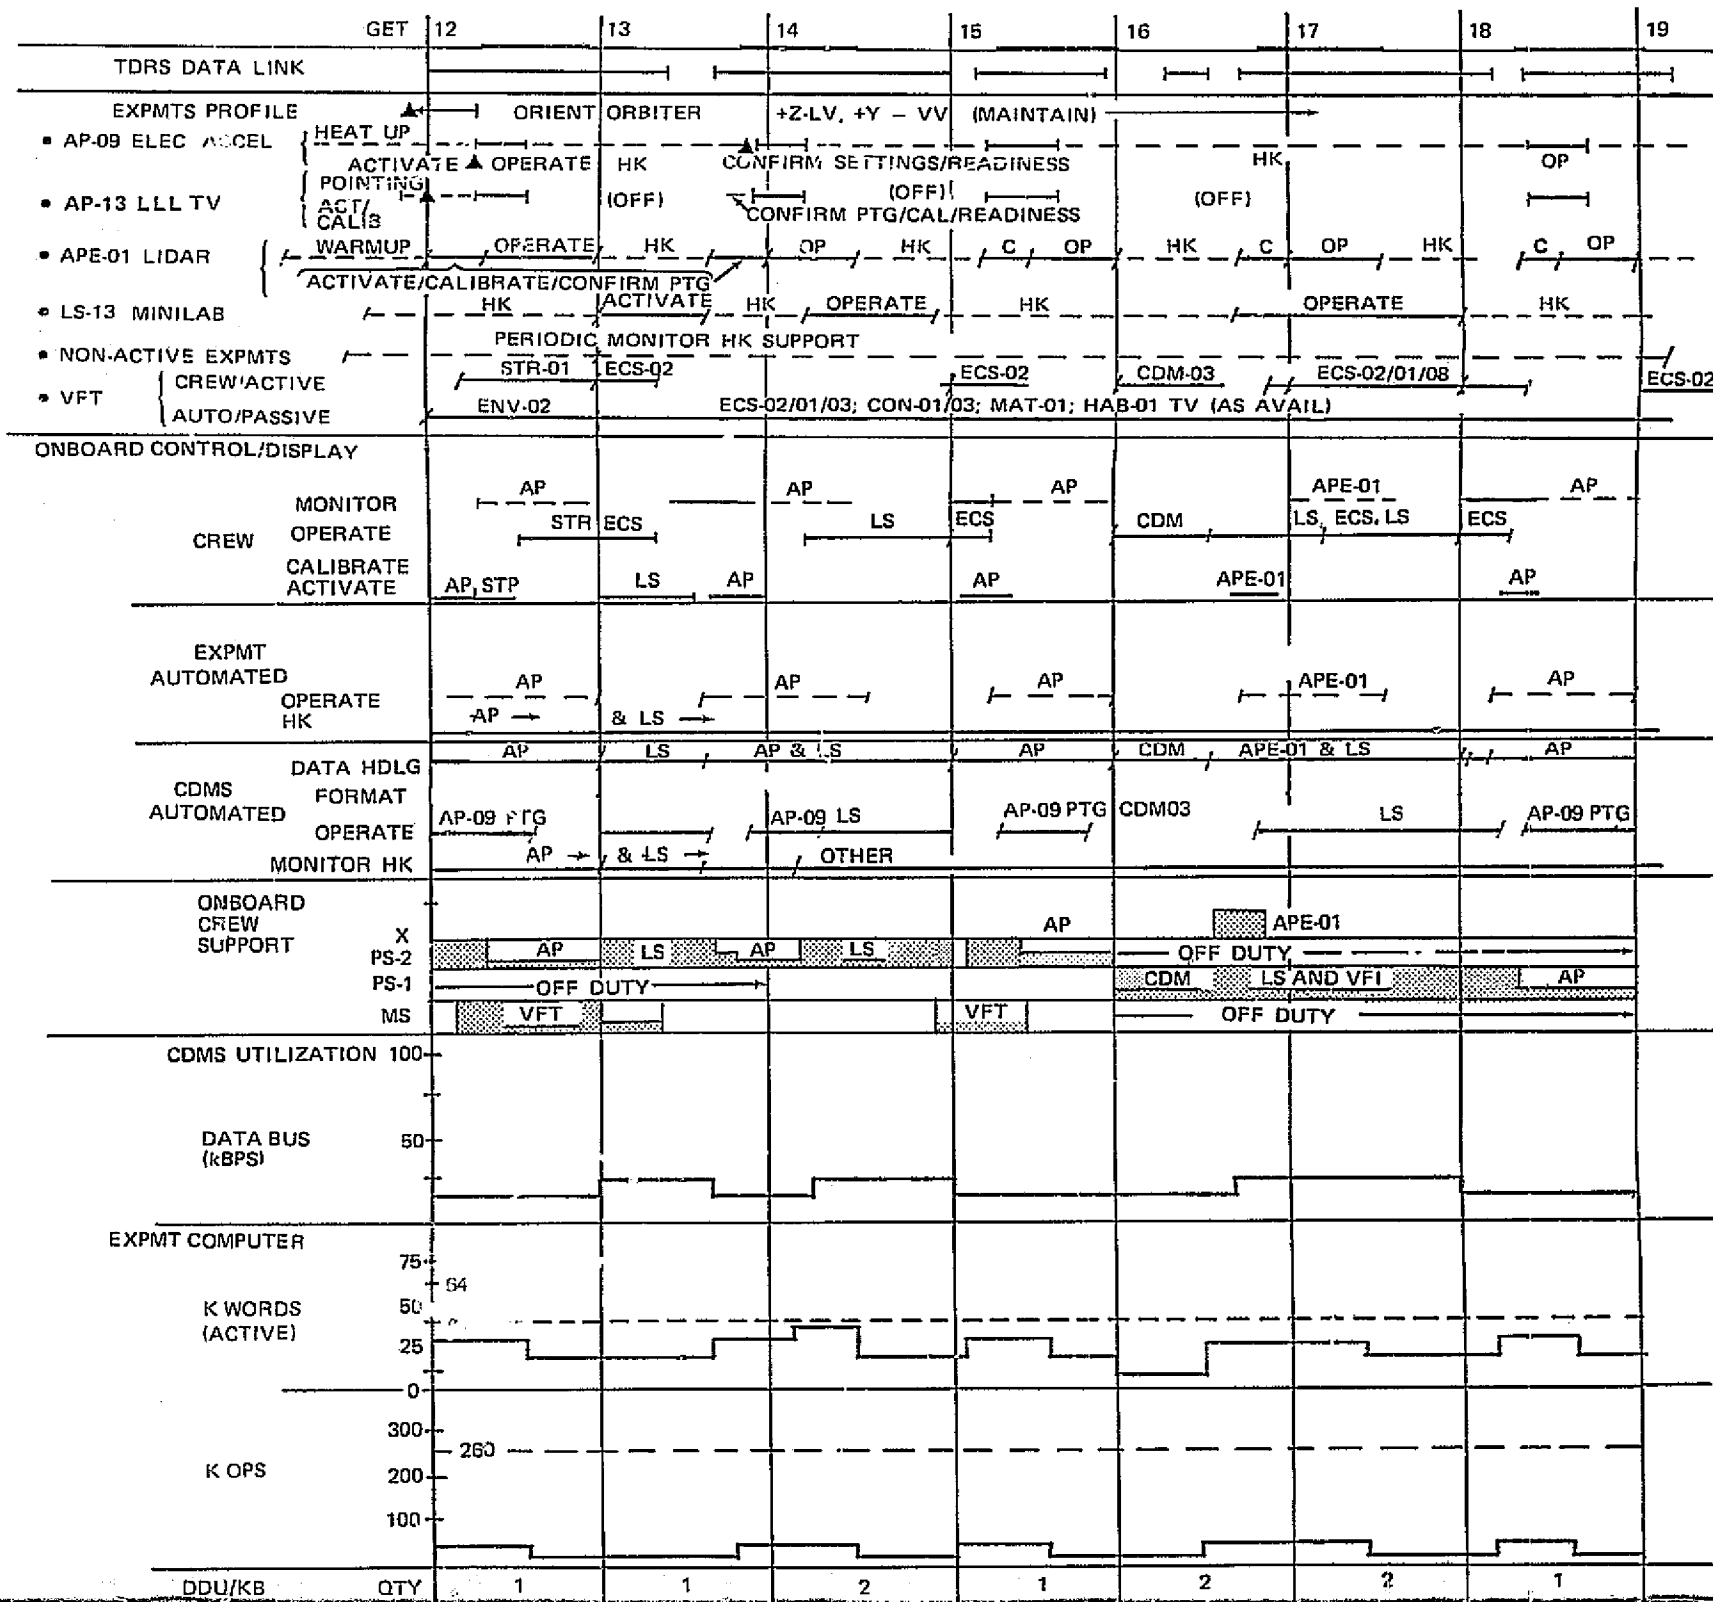 GET 12 13 14 15 16 17 18 19
TDRS DATA LINK
EXPMTS PROFILE ORIENT ORBITER +Z-LV, +Y – VV (MAINTAIN)
• AP-09 ELEC ACCEL HEAT UP
ACTIVATE OPERATE HK CONFIRM SETTINGS/READINESS HK OP
• AP-13 LLL TV POINTING (OFF) (OFF) (OFF)
ACT/
CALIB CONFIRM PTG/CAL/READINESS
• APE-01 LIDAR WARMUP OPERATE HK OP HK C OP HK C OP HK C OP
ACTIVATE/CALIBRATE/CONFIRM PTG
• LS-13 MINILAB HK ACTIVATE HK OPERATE HK OPERATE HK
• NON-ACTIVE EXPMTS PERIODIC MONITOR HK SUPPORT
• VFT CREW/ACTIVE STR-01 ECS-02 ECS-02 CDM-03 ECS-02/01/08 ECS-02
AUTO/PASSIVE ENV-02 ECS-02/01/03; CON-01/03; MAT-01; HAB-01 TV (AS AVAIL)
ONBOARD CONTROL/DISPLAY
MONITOR AP AP AP APE-01 AP
CREW OPERATE STR ECS LS ECS CDM LS, ECS, LS ECS
CALIBRATE
ACTIVATE AP, STP LS AP AP APE-01 AP
EXPMT
AUTOMATED
OPERATE AP AP AP APE-01 AP
HK AP & LS
DATA HDLG AP LS AP & LS AP CDM APE-01 & LS AP
CDMS
AUTOMATED
FORMAT
OPERATE AP-09 PTG AP-09 LS AP-09 PTG CDM03 LS AP-09 PTG
MONITOR HK AP & LS OTHER
ONBOARD
CREW
SUPPORT
X AP APE-01
PS-2 AP LS AP LS OFF DUTY
PS-1 OFF DUTY CDM LS AND VFI AP
MS VFT VFT OFF DUTY
CDMS UTILIZATION 100
DATA BUS 50
(kBPS)
EXPMT COMPUTER
75
64
K WORDS 50
(ACTIVE) 25
0
300
260
K OPS 200
100
DDU/KB QTY 1 1 2 1 2 2 1